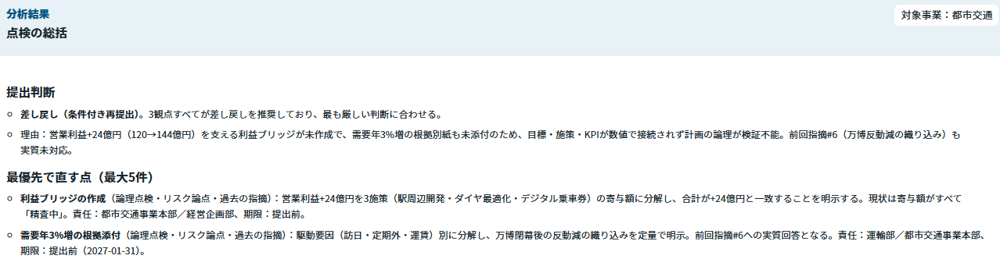 分析結果
対象事業：都市交通
点検の総括
提出判断
差し戻し（条件付き再提出）。3観点すべてが差し戻しを推奨しており、最も厳しい判断に合わせる。
理由：営業利益+24億円（120→144億円）を支える利益ブリッジが未作成で、需要年3%増の根拠別紙も未添付のため、目標・施策・KPIが数値で接続されず計画の論理が検証不能。前回指摘#6（万博反動減の織り込み）も
実質未対応。
最優先で直す点（最大5件）
利益ブリッジの作成（論理点検・リスク論点・過去の指摘）：営業利益+24億円を3施策（駅周辺開発・ダイヤ最適化・デジタル乗車券）の寄与額に分解し、合計が+24億円と一致することを明示する。現状は寄与額がすべて
「精査中」。責任：都市交通事業本部／経営企画部、期限：提出前。
需要年3%増の根拠添付（論理点検・リスク論点・過去の指摘）：駆動要因（訪日・定期外・運賃）別に分解し、万博閉幕後の反動減の織り込みを定量で明示。前回指摘#6への実質回答となる。責任：運輸部／都市交通事業本部、
期限：提出前（2027-01-31）。